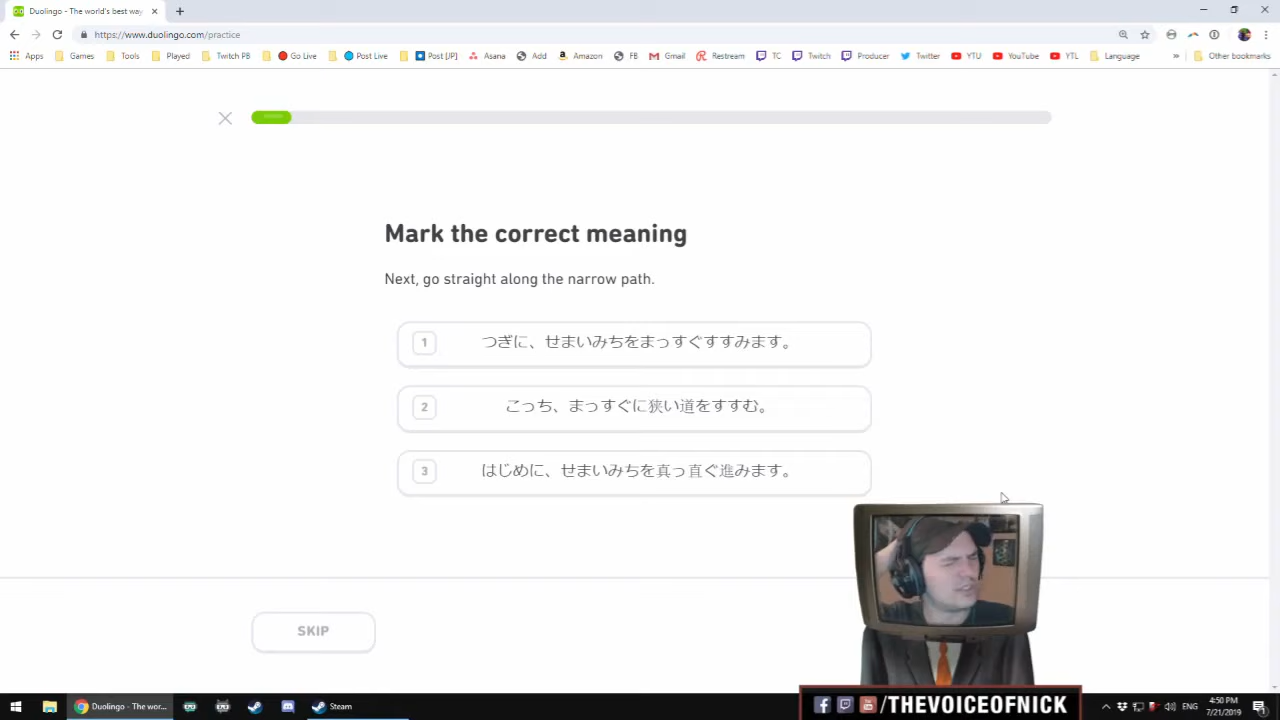 Duolingo - The world's best way
https://www.duolingo.com/practice
Apps Games Tools Played Twitch PB Go Live Post Live Post [JP] Asana Add Amazon FB Gmail Restream TC Twitch Producer Twitter YTU YouTube YTL Language » Other bookmarks
Mark the correct meaning
Next, go straight along the narrow path.
1 つぎに、せまいみちをまっすぐすすみます。
2 こっち、まっすぐに狭い道をすすむ。
3 はじめに、せまいみちを真っ直ぐ進みます。
SKIP
/THEVOICEOFNICK
Duolingo - The wor... Steam ENG 4:50 PM
7/21/2019